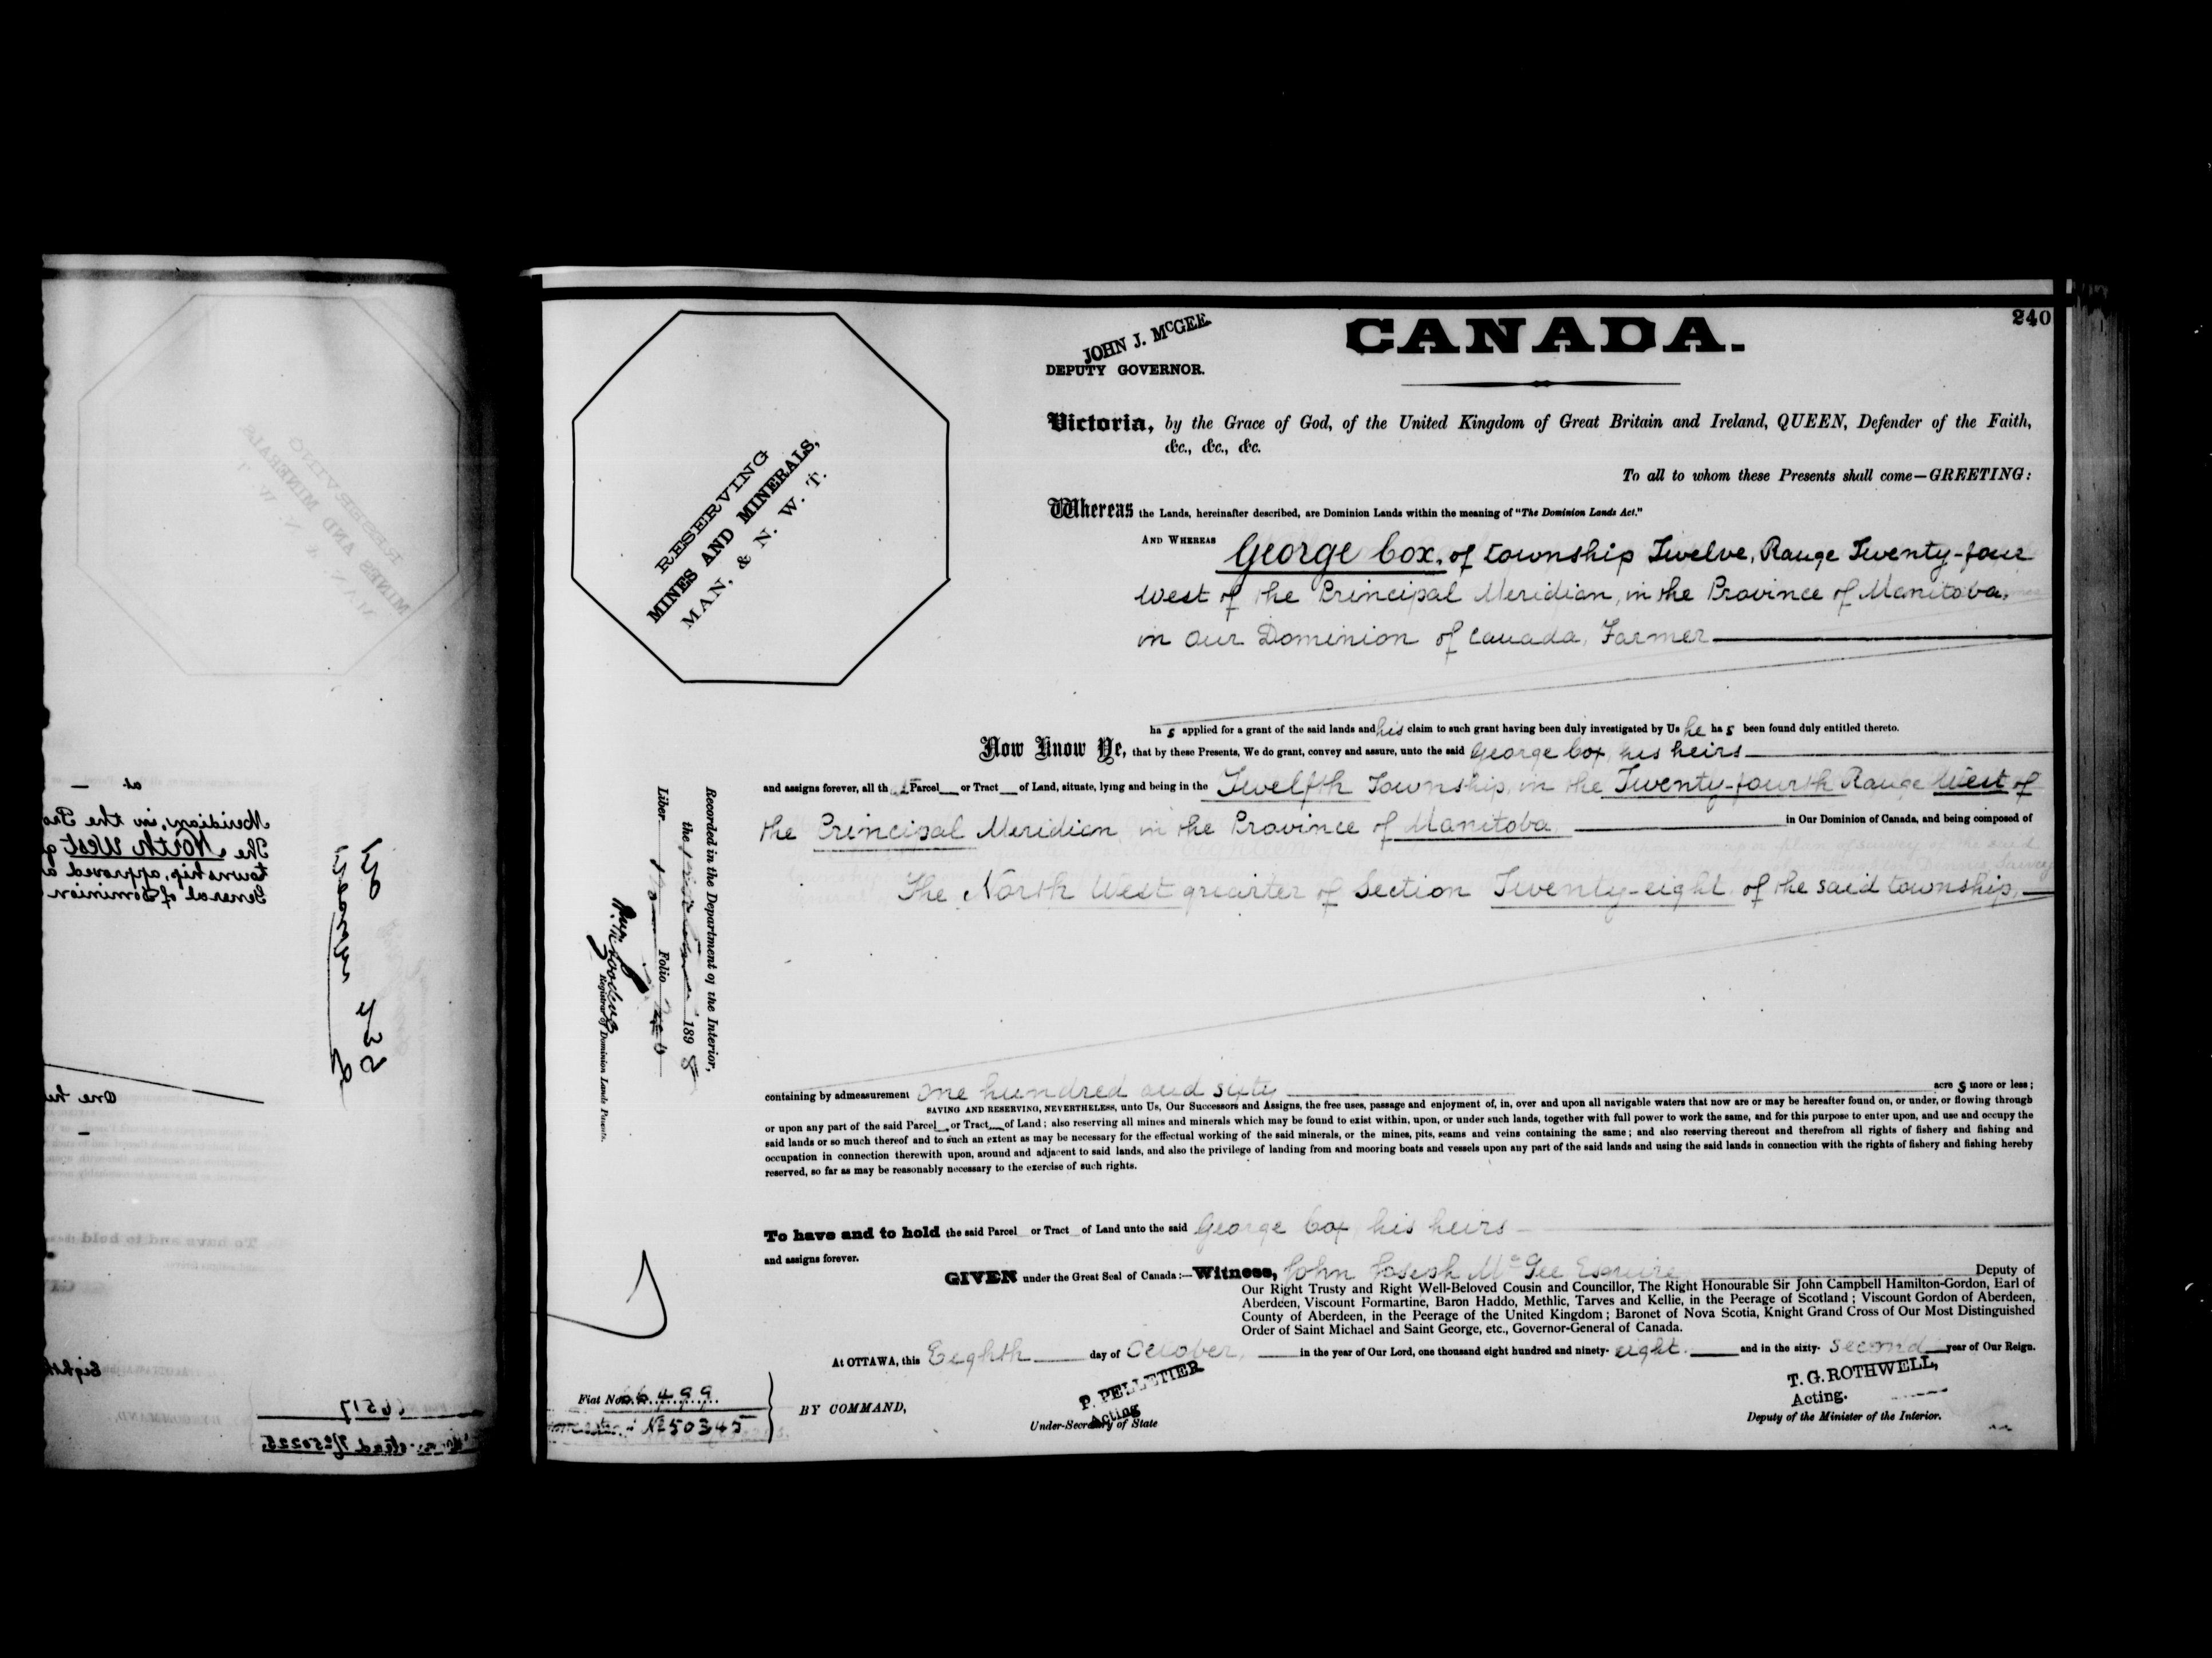 240
CANADA.
JOHN J. McGEE
DEPUTY GOVERNOR.
RESERVING
MINES AND MINERALS,
MAN. & N. W. T.
Victoria, by the Grace of God, of the United Kingdom of Great Britain and Ireland, QUEEN, Defender of the Faith,
&c., &c., &c.
To all to whom these Presents shall come—GREETING:
Whereas the Lands, hereinafter described, are Dominion Lands within the meaning of "The Dominion Lands Act."
AND WHEREAS George Cox, of township Twelve, Range Twenty-four
West of the Principal Meridian, in the Province of Manitoba,
in Our Dominion of Canada, Farmer
ha s applied for a grant of the said lands and his claim to such grant having been duly investigated by Us he ha s been found duly entitled thereto.
Now Know Ye, that by these Presents, We do grant, convey and assure, unto the said George Cox, his heirs
and assigns forever, all th at Parcel or Tract of Land, situate, lying and being in the Twelfth Township, in the Twenty-fourth Range West of
the Principal Meridian in the Province of Manitoba, in Our Dominion of Canada, and being composed of
The North West quarter of Section Twenty-eight of the said township,
Recorded in the Department of the Interior,
the 189 8
Liber Folio 240
Registrar of Dominion Lands Patents.
containing by admeasurement One hundred and sixty acre s more or less;
SAVING AND RESERVING, NEVERTHELESS, unto Us, Our Successors and Assigns, the free uses, passage and enjoyment of, in, over and upon all navigable waters that now are or may be hereafter found on, or under, or flowing through
or upon any part of the said Parcel or Tract of Land; also reserving all mines and minerals which may be found to exist within, upon, or under such lands, together with full power to work the same, and for this purpose to enter upon, and use and occupy the
said lands or so much thereof and to such an extent as may be necessary for the effectual working of the said minerals, or the mines, pits, seams and veins containing the same; and also reserving thereout and therefrom all rights of fishery and fishing and
occupation in connection therewith upon, around and adjacent to said lands, and also the privilege of landing from and mooring boats and vessels upon any part of the said lands and using the said lands in connection with the rights of fishery and fishing hereby
reserved, so far as may be reasonably necessary to the exercise of such rights.
To have and to hold the said Parcel or Tract of Land unto the said George Cox, his heirs
and assigns forever.
GIVEN under the Great Seal of Canada:—Witness, John Joseph McGee Esquire Deputy of
Our Right Trusty and Right Well-Beloved Cousin and Councillor, The Right Honourable Sir John Campbell Hamilton-Gordon, Earl of
Aberdeen, Viscount Formartine, Baron Haddo, Methlic, Tarves and Kellie, in the Peerage of Scotland; Viscount Gordon of Aberdeen,
County of Aberdeen, in the Peerage of the United Kingdom; Baronet of Nova Scotia, Knight Grand Cross of Our Most Distinguished
Order of Saint Michael and Saint George, etc., Governor-General of Canada.
At OTTAWA, this Eighth day of October, in the year of Our Lord, one thousand eight hundred and ninety- eight and in the sixty- second year of Our Reign.
Fiat No. 66499
No 50345
BY COMMAND,
P. PELLETIER
Acting
Under-Secretary of State
T. G. ROTHWELL,
Acting.
Deputy of the Minister of the Interior.